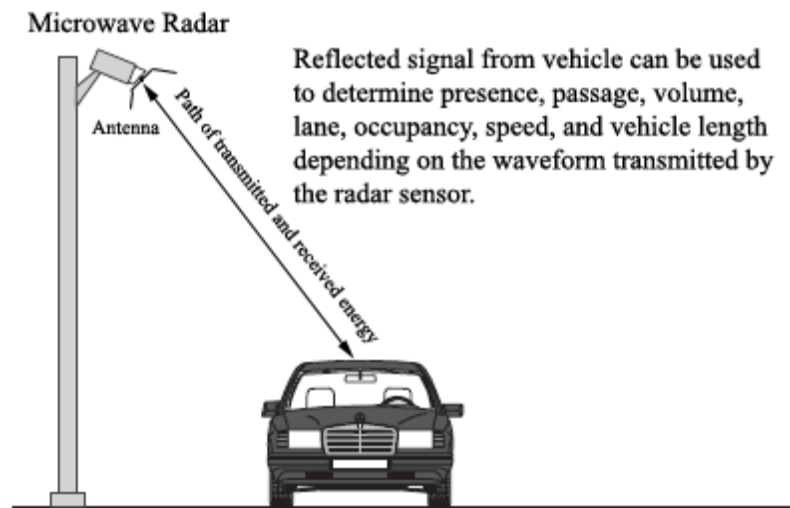 Microwave Radar
Reflected signal from vehicle can be used
to determine presence, passage, volume,
lane, occupancy, speed, and vehicle length
depending on the waveform transmitted by
the radar sensor.
Antenna
Path of transmitted and received energy